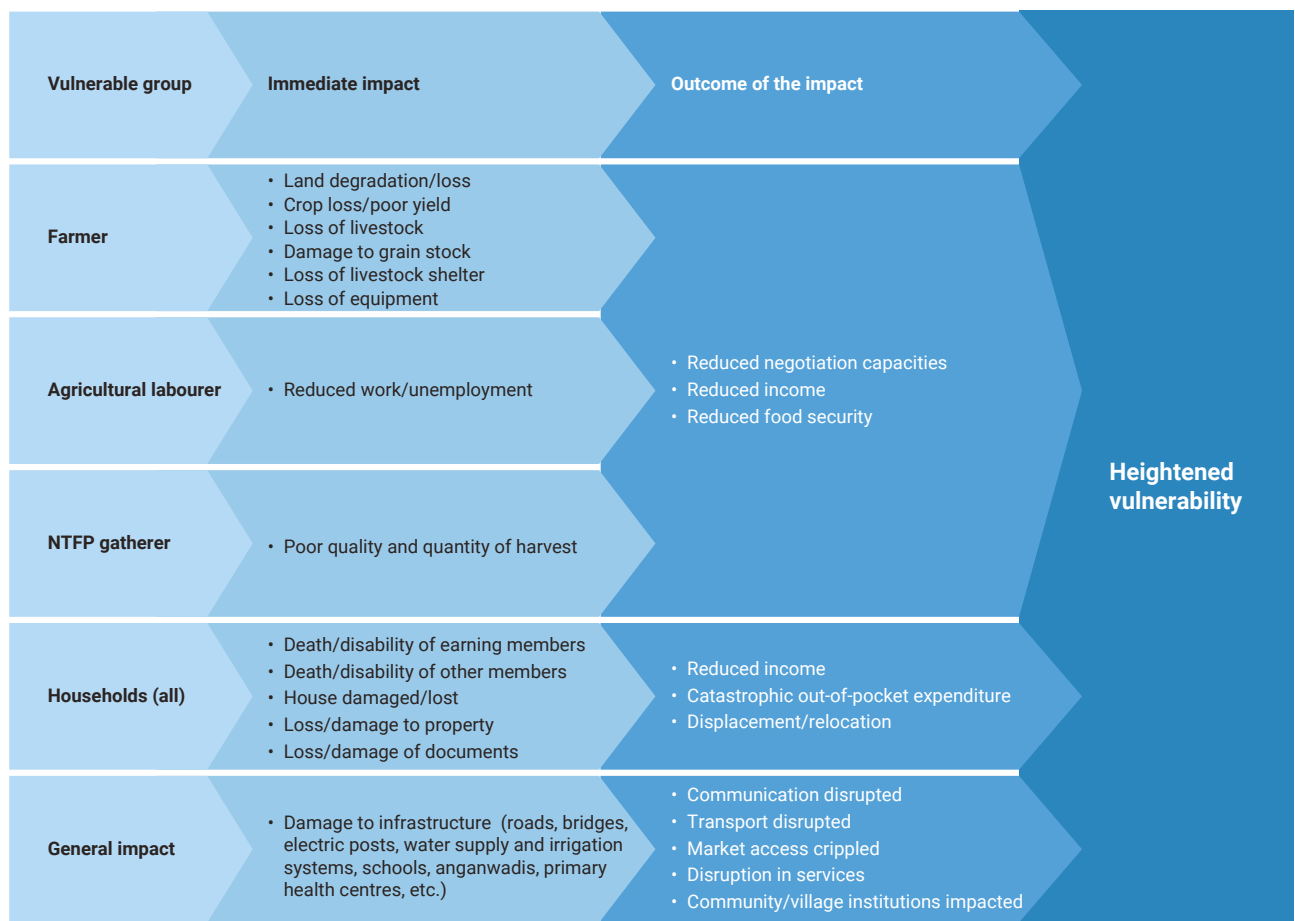 Vulnerable group
Immediate impact
Outcome of the impact
Farmer
• Land degradation/loss
• Crop loss/poor yield
• Loss of livestock
• Damage to grain stock
• Loss of livestock shelter
• Loss of equipment
Agricultural labourer
• Reduced work/unemployment
• Reduced negotiation capacities
• Reduced income
• Reduced food security
NTFP gatherer
• Poor quality and quantity of harvest
Heightened
vulnerability
Households (all)
• Death/disability of earning members
• Death/disability of other members
• House damaged/lost
• Loss/damage to property
• Loss/damage of documents
• Reduced income
• Catastrophic out-of-pocket expenditure
• Displacement/relocation
General impact
• Damage to infrastructure (roads, bridges,
electric posts, water supply and irrigation
systems, schools, anganwadis, primary
health centres, etc.)
• Communication disrupted
• Transport disrupted
• Market access crippled
• Disruption in services
• Community/village institutions impacted